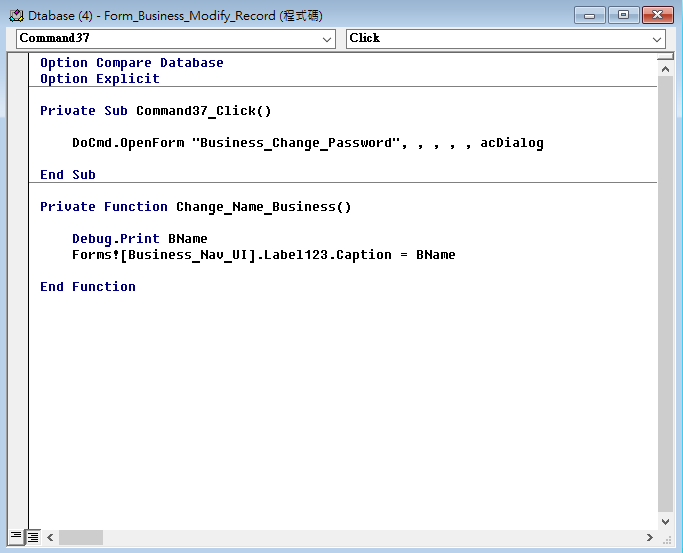 Dtabase (4) - Form_Business_Modify_Record (程式碼)
Command37 Click
Option Compare Database
Option Explicit
Private Sub Command37_Click()
DoCmd.OpenForm "Business_Change_Password", , , , , acDialog
End Sub
Private Function Change_Name_Business()
Debug.Print BName
Forms![Business_Nav_UI].Label123.Caption = BName
End Function